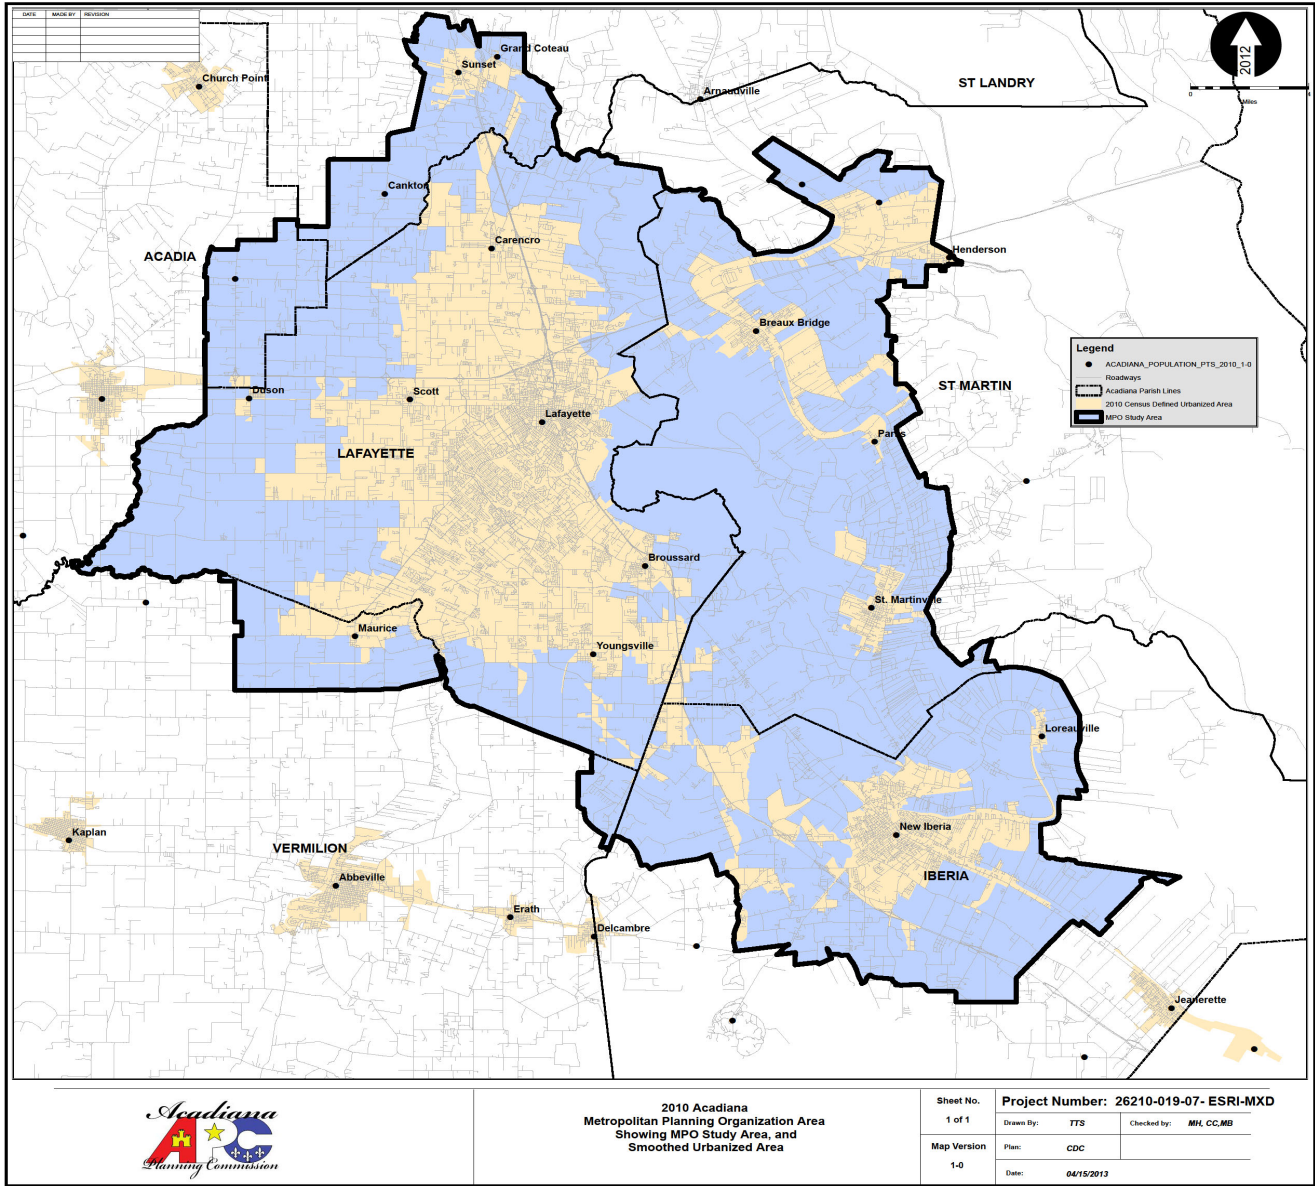 DATE MADE BY REVISION
Grand Coteau
Sunset
Church Point
Arnaudville
ST LANDRY
2012
0 4
Miles
Cankton
Carencro
Henderson
ACADIA
Breaux Bridge
Legend
ACADIANA_POPULATION_PTS_2010_1-0
Roadways
Acadiana Parish Lines
2010 Census Defined Urbanized Area
MPO Study Area
ST MARTIN
Duson
Scott
Lafayette
Parks
LAFAYETTE
Broussard
St. Martinville
Maurice
Youngsville
Loreauville
Kaplan
New Iberia
VERMILION
Abbeville
IBERIA
Erath
Delcambre
Jeanerette
Acadiana
APC
Planning Commission
2010 Acadiana
Metropolitan Planning Organization Area
Showing MPO Study Area, and
Smoothed Urbanized Area
Sheet No.
1 of 1
Map Version
1-0
Project Number: 26210-019-07- ESRI-MXD
Drawn By: TTS Checked by: MH, CC,MB
Plan: CDC
Date: 04/15/2013